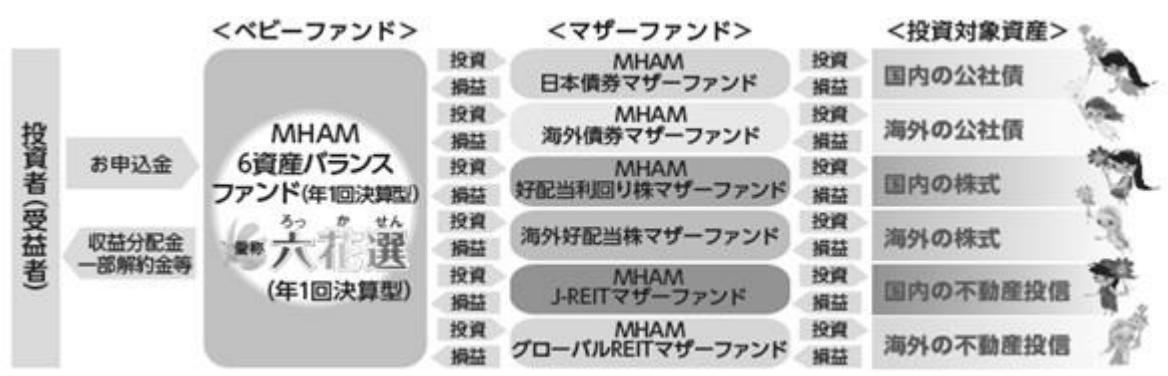 <ベビーファンド>
<マザーファンド>
<投資対象資産>
投資者(受益者)
お申込金
収益分配金
一部解約金等
MHAM
6資産バランス
ファンド(年1回決算型)
ろっ か せん
愛称 六花選
(年1回決算型)
投資
損益
投資
損益
投資
損益
投資
損益
投資
損益
投資
損益
MHAM
日本債券マザーファンド
MHAM
海外債券マザーファンド
MHAM
好配当利回り株マザーファンド
海外好配当株マザーファンド
MHAM
J-REITマザーファンド
MHAM
グローバルREITマザーファンド
投資
損益
投資
損益
投資
損益
投資
損益
投資
損益
投資
損益
国内の公社債
海外の公社債
国内の株式
海外の株式
国内の不動産投信
海外の不動産投信